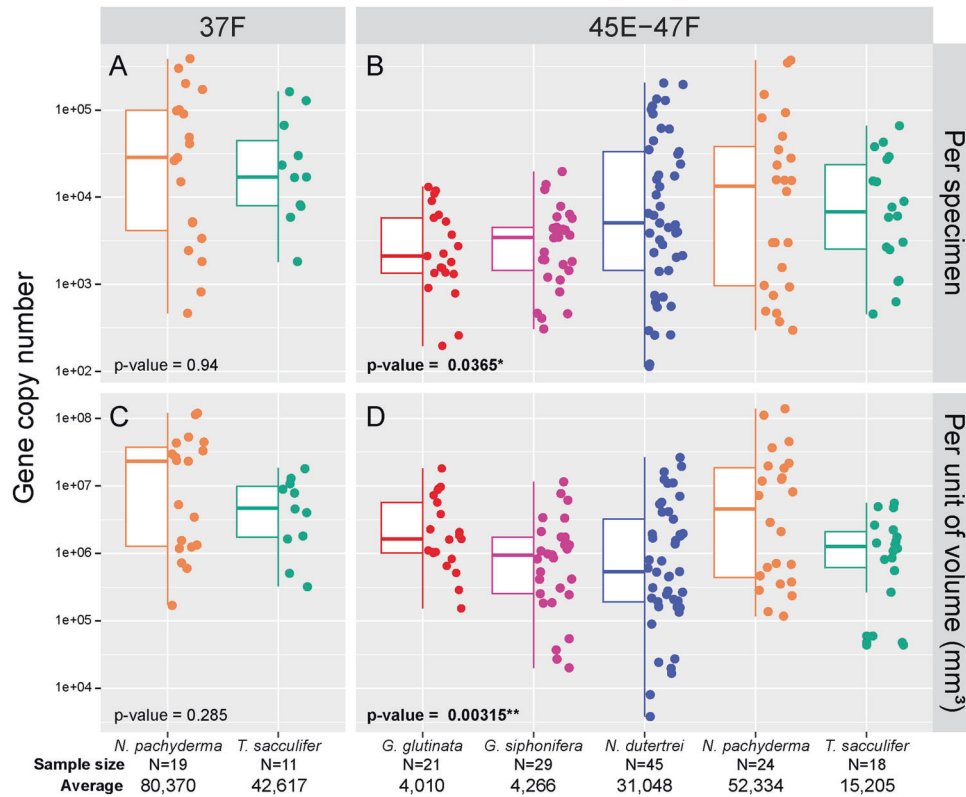 37F
45E−47F
A
B
1e+05
1e+04
1e+03
1e+02
p-value = 0.94
p-value = 0.0365*
Per specimen
Gene copy number
C
D
1e+08
1e+07
1e+06
1e+05
1e+04
p-value = 0.285
p-value = 0.00315**
Per unit of volume (mm³)
N. pachyderma T. sacculifer G. glutinata G. siphonifera N. dutertrei N. pachyderma T. sacculifer
Sample size N=19 N=11 N=21 N=29 N=45 N=24 N=18
Average 80,370 42,617 4,010 4,266 31,048 52,334 15,205